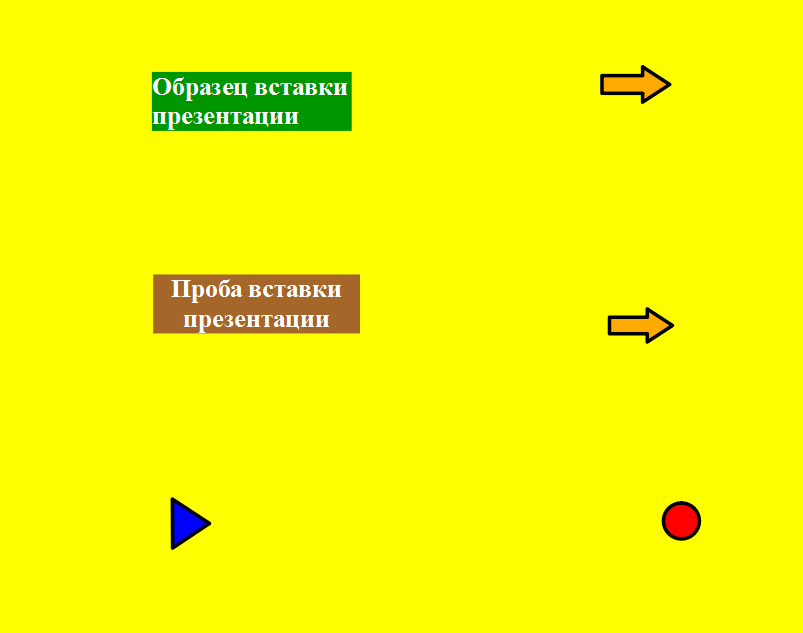 Образец вставки
презентации
Проба вставки
презентации